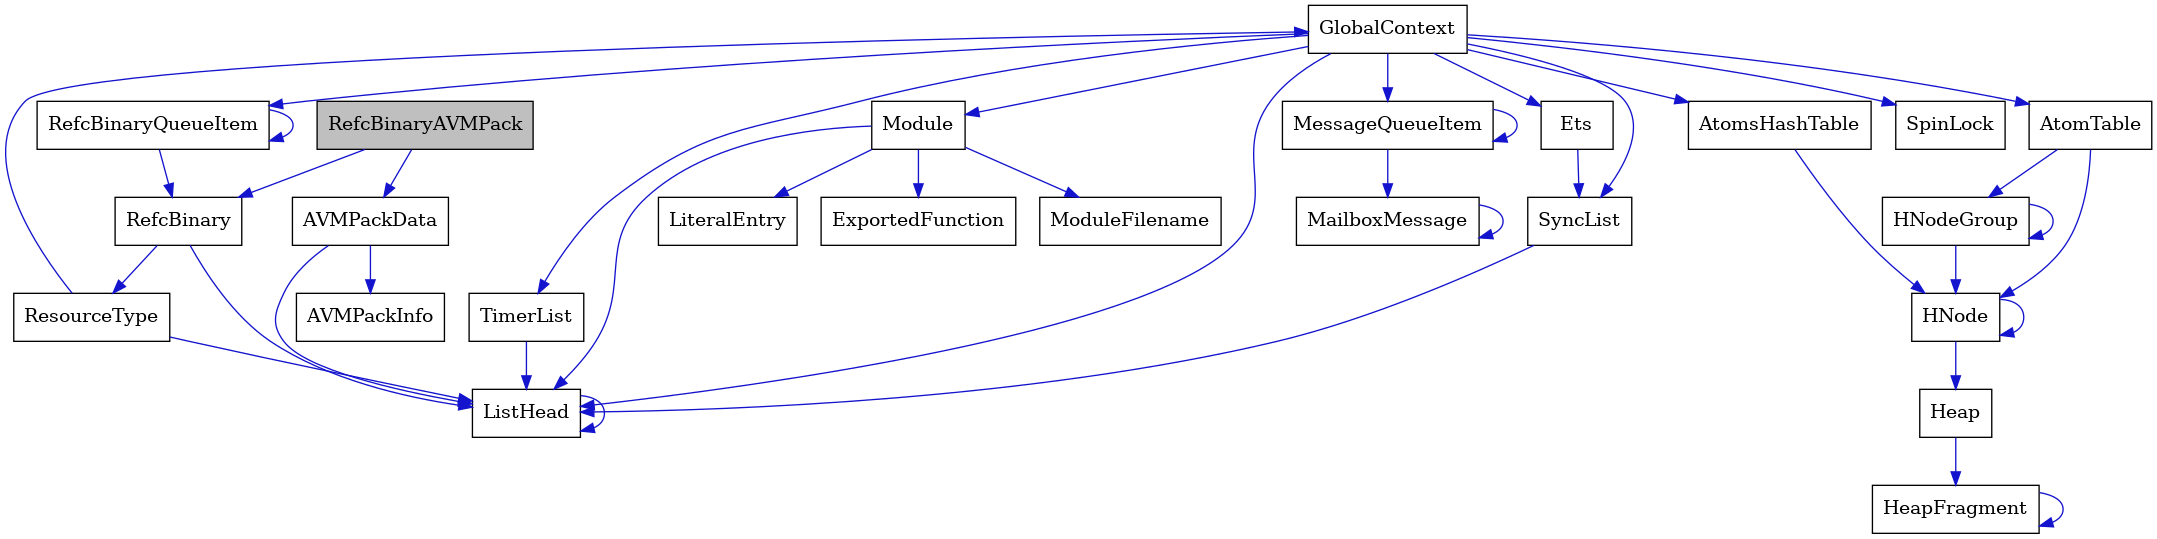 GlobalContext
RefcBinaryQueueItem
RefcBinaryAVMPack
Module
MessageQueueItem
Ets
AtomsHashTable
SpinLock
AtomTable
RefcBinary
AVMPackData
LiteralEntry
ExportedFunction
ModuleFilename
MailboxMessage
SyncList
HNodeGroup
ResourceType
AVMPackInfo
TimerList
HNode
ListHead
Heap
HeapFragment